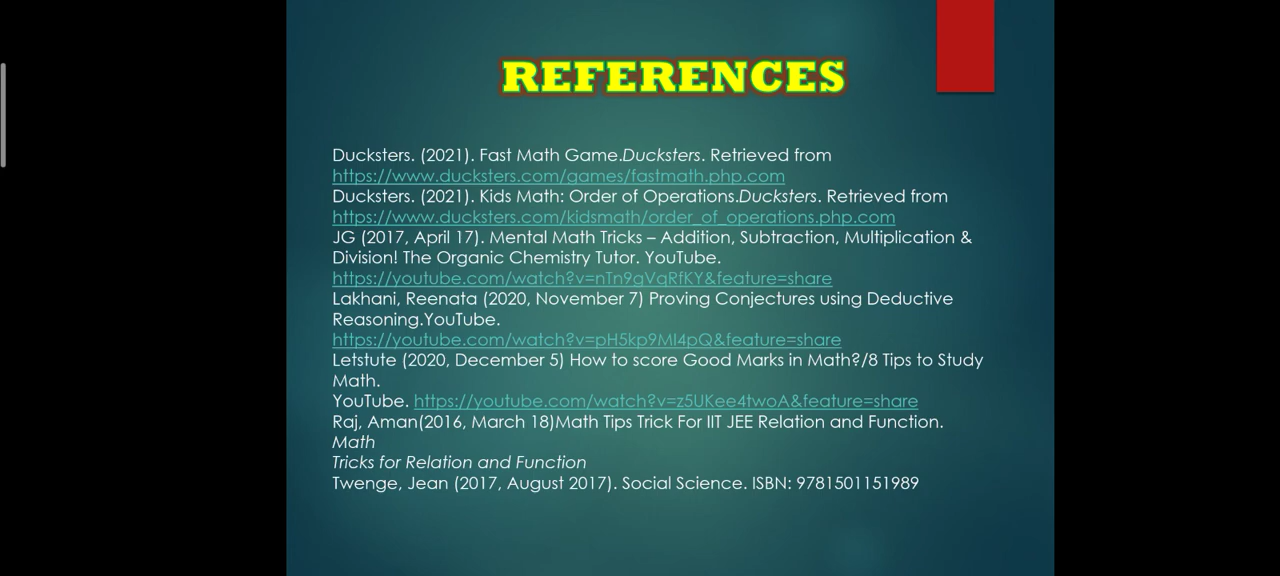 REFERENCES
Ducksters. (2021). Fast Math Game.Ducksters. Retrieved from
https://www.ducksters.com/games/fastmath.php.com
Ducksters. (2021). Kids Math: Order of Operations.Ducksters. Retrieved from
https://www.ducksters.com/kidsmath/order_of_operations.php.com
JG (2017, April 17). Mental Math Tricks – Addition, Subtraction, Multiplication &
Division! The Organic Chemistry Tutor. YouTube.
https://youtube.com/watch?v=nTn9gVqRfKY&feature=share
Lakhani, Reenata (2020, November 7) Proving Conjectures using Deductive
Reasoning.YouTube.
https://youtube.com/watch?v=pH5kp9MI4pQ&feature=share
Letstute (2020, December 5) How to score Good Marks in Math?/8 Tips to Study
Math.
YouTube. https://youtube.com/watch?v=z5UKee4twoA&feature=share
Raj, Aman(2016, March 18)Math Tips Trick For IIT JEE Relation and Function.
Math
Tricks for Relation and Function
Twenge, Jean (2017, August 2017). Social Science. ISBN: 9781501151989